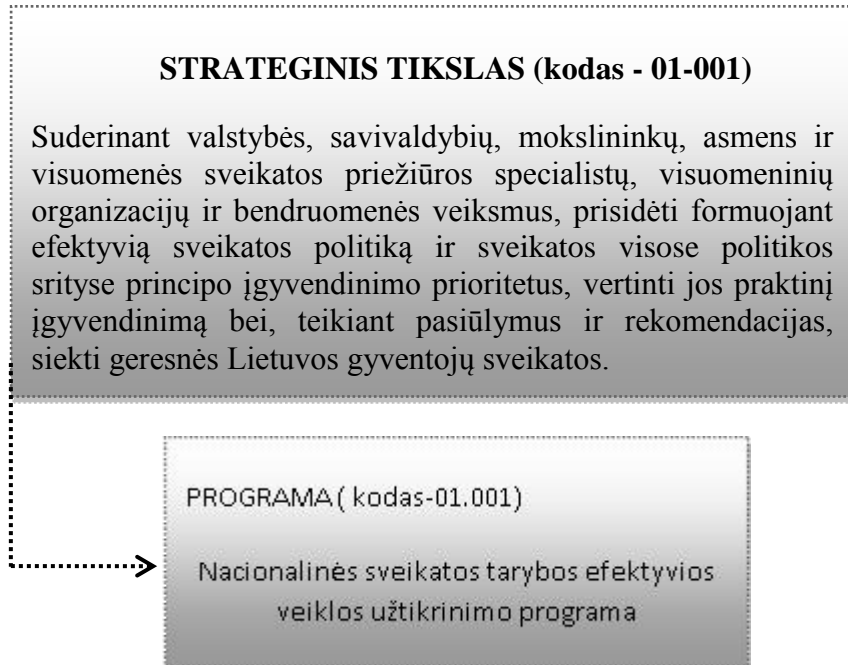 STRATEGINIS TIKSLAS (kodas - 01-001)
Suderinant valstybės, savivaldybių, mokslininkų, asmens ir
visuomenės sveikatos priežiūros specialistų, visuomeninių
organizacijų ir bendruomenės veiksmus, prisidėti formuojant
efektyvią sveikatos politiką ir sveikatos visose politikos
srityse principo įgyvendinimo prioritetus, vertinti jos praktinį
įgyvendinimą bei, teikiant pasiūlymus ir rekomendacijas,
siekti geresnės Lietuvos gyventojų sveikatos.
PROGRAMA ( kodas-01.001)
Nacionalinės sveikatos tarybos efektyvios
veiklos užtikrinimo programa